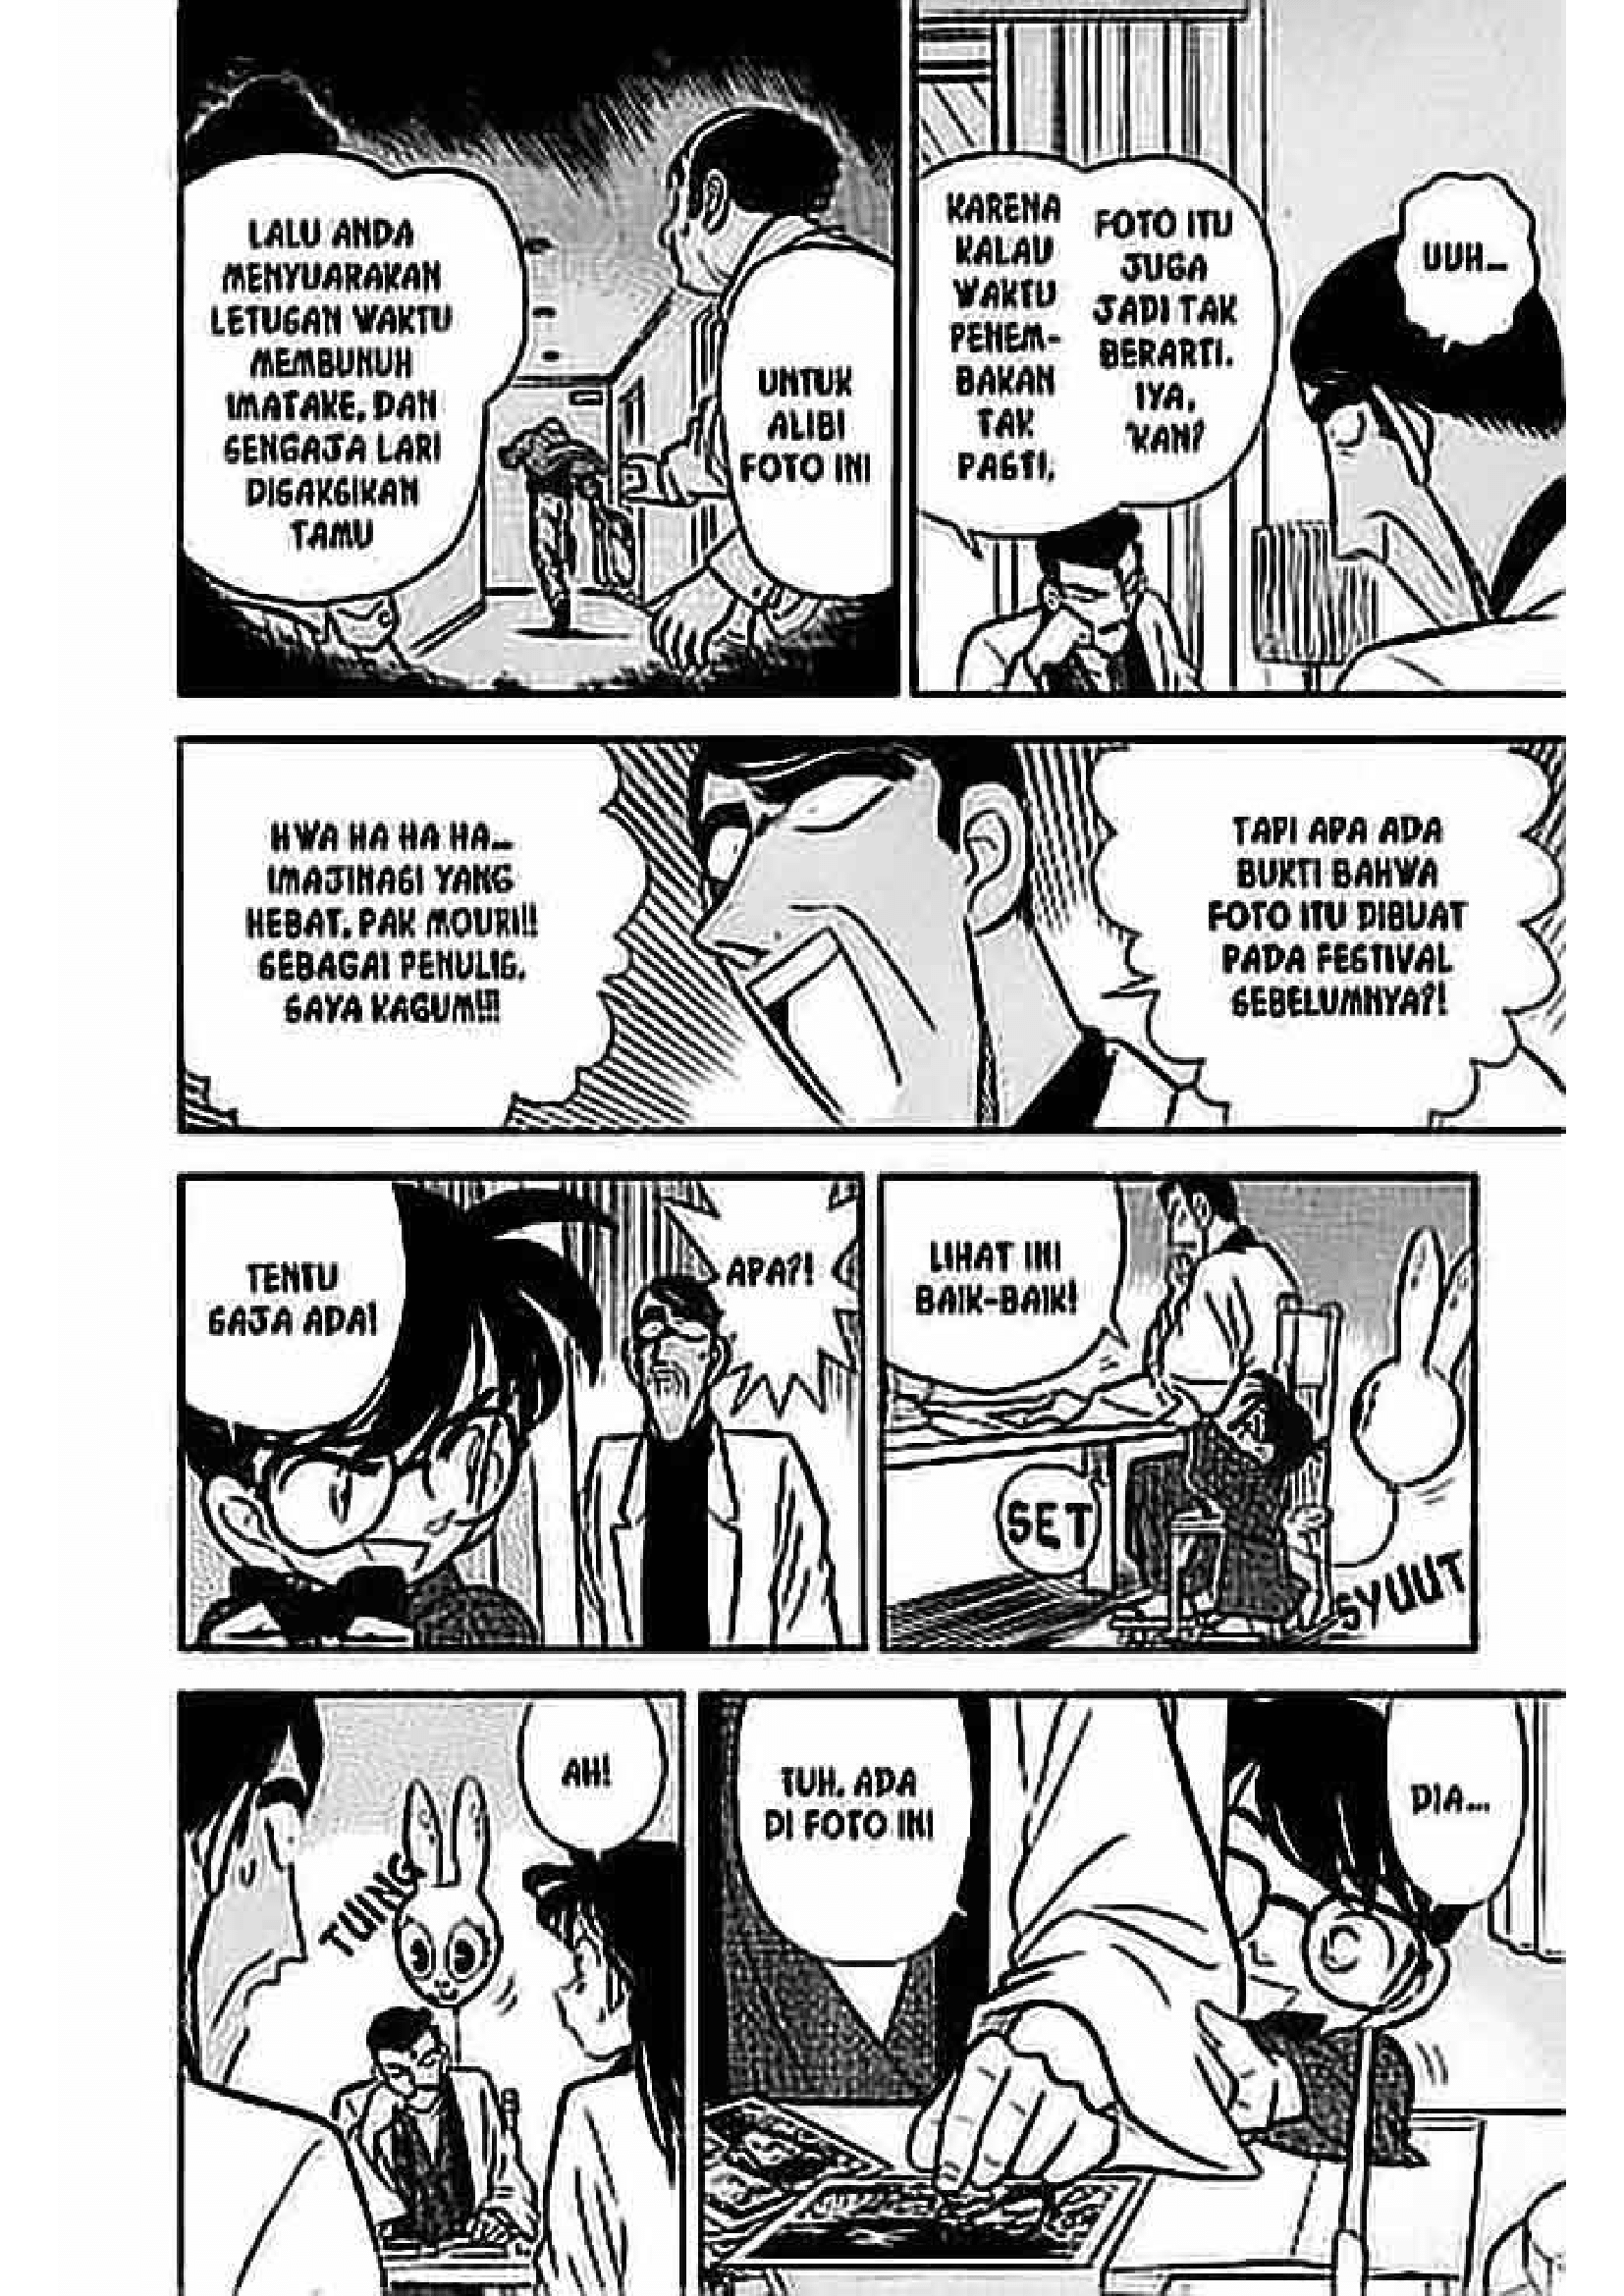 UUH...
FOTO ITU
JUGA
JADI TAK
BERARTI.
IYA,
'KAN?
KARENA
KALAU
WAKTU
PENEM-
BAKAN
TAK
PASTI,
UNTUK
ALIBI
FOTO INI
LALU ANDA
MENYUARAKAN
LETUSAN WAKTU
MEMBUNUH
IMATAKE, DAN
SENGAJA LARI
DISAKSIKAN
TAMU
TAPI APA ADA
BUKTI BAHWA
FOTO ITU DIBUAT
PADA FESTIVAL
SEBELUMNYA?!
HWA HA HA HA...
IMAJINASI YANG
HEBAT, PAK MOURI!!
SEBAGAI PENULIS,
SAYA KAGUM!!!
LIHAT INI
BAIK-BAIK!
SET
SYUUT
APA?!
TENTU
SAJA ADA!
DIA...
TUH, ADA
DI FOTO INI
AH!
TUING